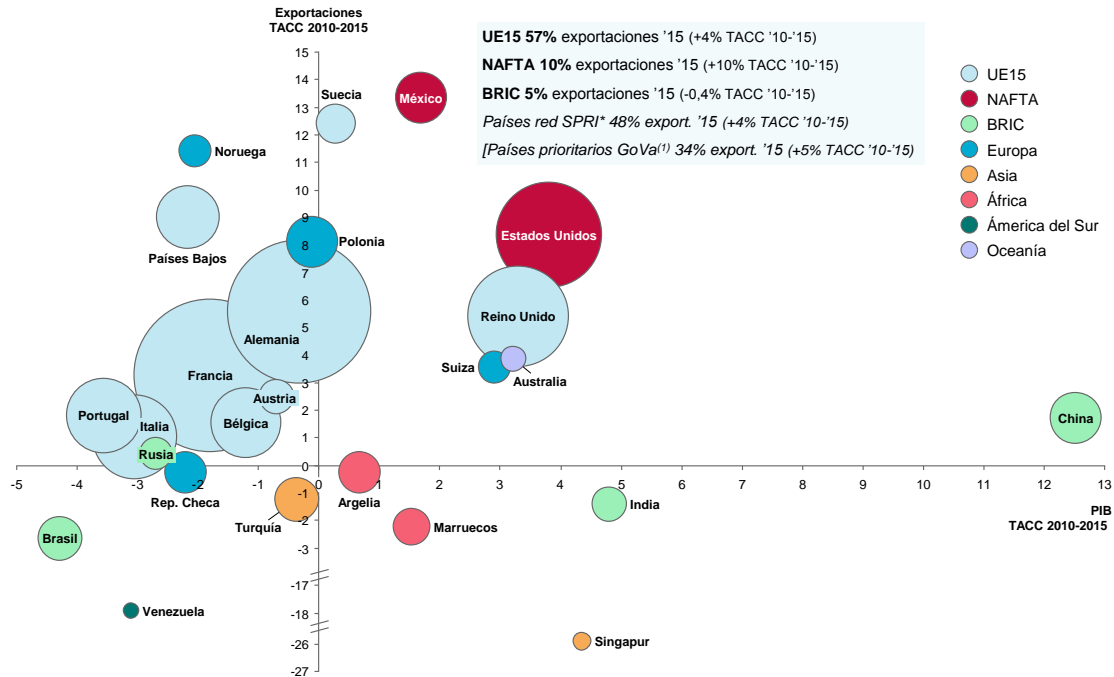 Exportaciones
TACC 2010-2015
UE15 57% exportaciones ’15 (+4% TACC ’10-’15)
NAFTA 10% exportaciones ’15 (+10% TACC ’10-’15)
BRIC 5% exportaciones ’15 (-0,4% TACC ’10-’15)
Países red SPRI* 48% export. ’15 (+4% TACC ’10-’15)
[Países prioritarios GoVa(1) 34% export. ’15 (+5% TACC ’10-’15)
UE15
NAFTA
BRIC
Europa
Asia
África
Ámerica del Sur
Oceanía
15
14
13
12
11
10
9
8
7
6
5
4
3
2
1
0
-1
-2
-3
-17
-18
-26
-27
Suecia
México
Noruega
Países Bajos
Polonia
Estados Unidos
Alemania
Reino Unido
Francia
Suiza
Australia
Austria
Portugal
Italia
Bélgica
China
Rusia
-5 -4 -3 -2 -1 0 1 2 3 4 5 6 7 8 9 10 11 12 13
Rep. Checa
Turquía
Argelia
Marruecos
India
PIB
TACC 2010-2015
Brasil
Venezuela
Singapur